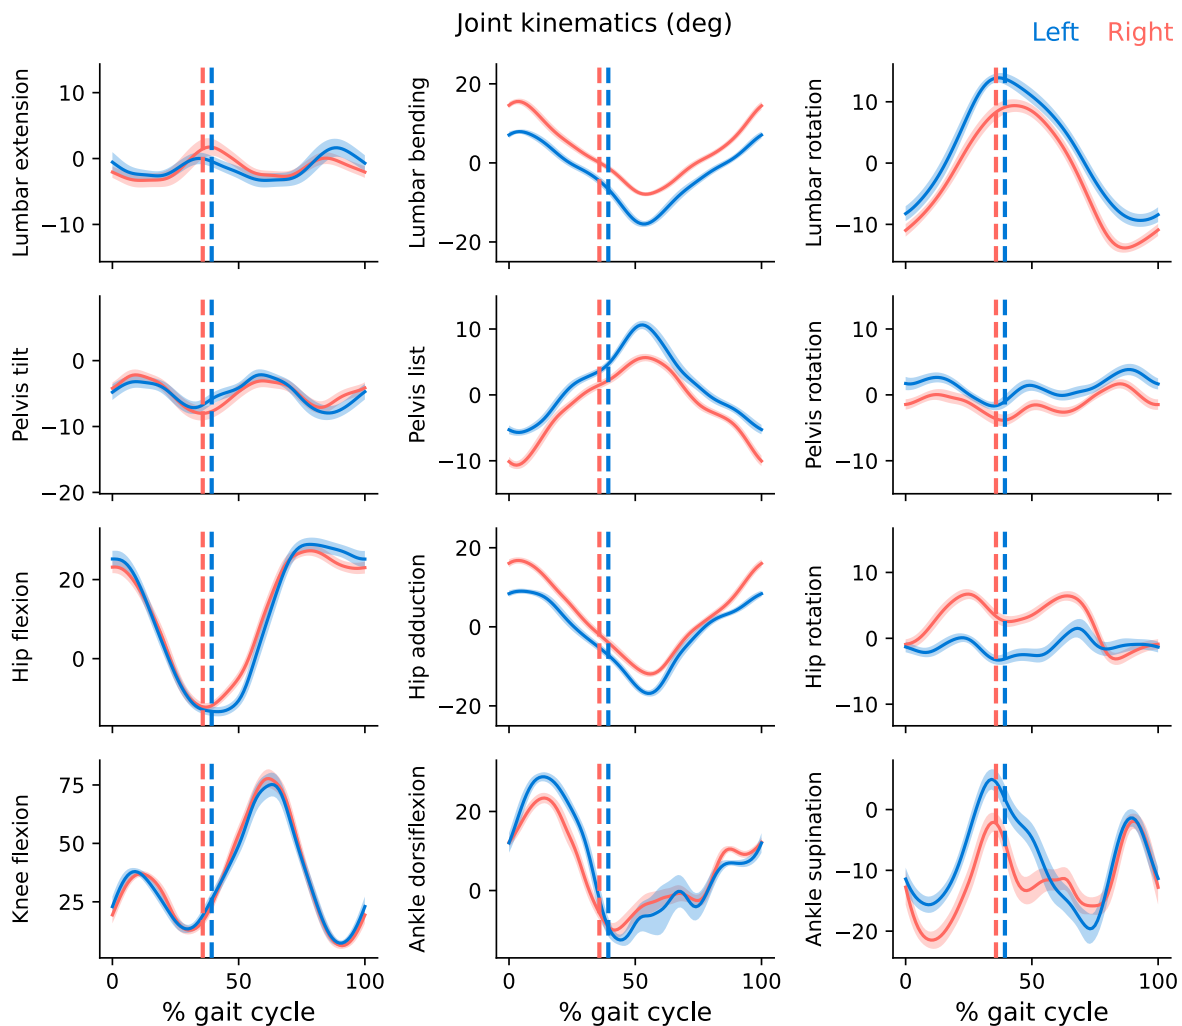 Joint kinematics (deg)
Left Right
Lumbar extension
10
0
−10
Lumbar bending
20
0
−20
Lumbar rotation
10
0
−10
Pelvis tilt
0
−10
−20
Pelvis list
10
0
−10
Pelvis rotation
10
0
−10
Hip flexion
20
0
Hip adduction
20
0
−20
Hip rotation
10
0
−10
Knee flexion
75
50
25
0 50 100
% gait cycle
Ankle dorsiflexion
20
0
0 50 100
% gait cycle
Ankle supination
0
−10
−20
0 50 100
% gait cycle